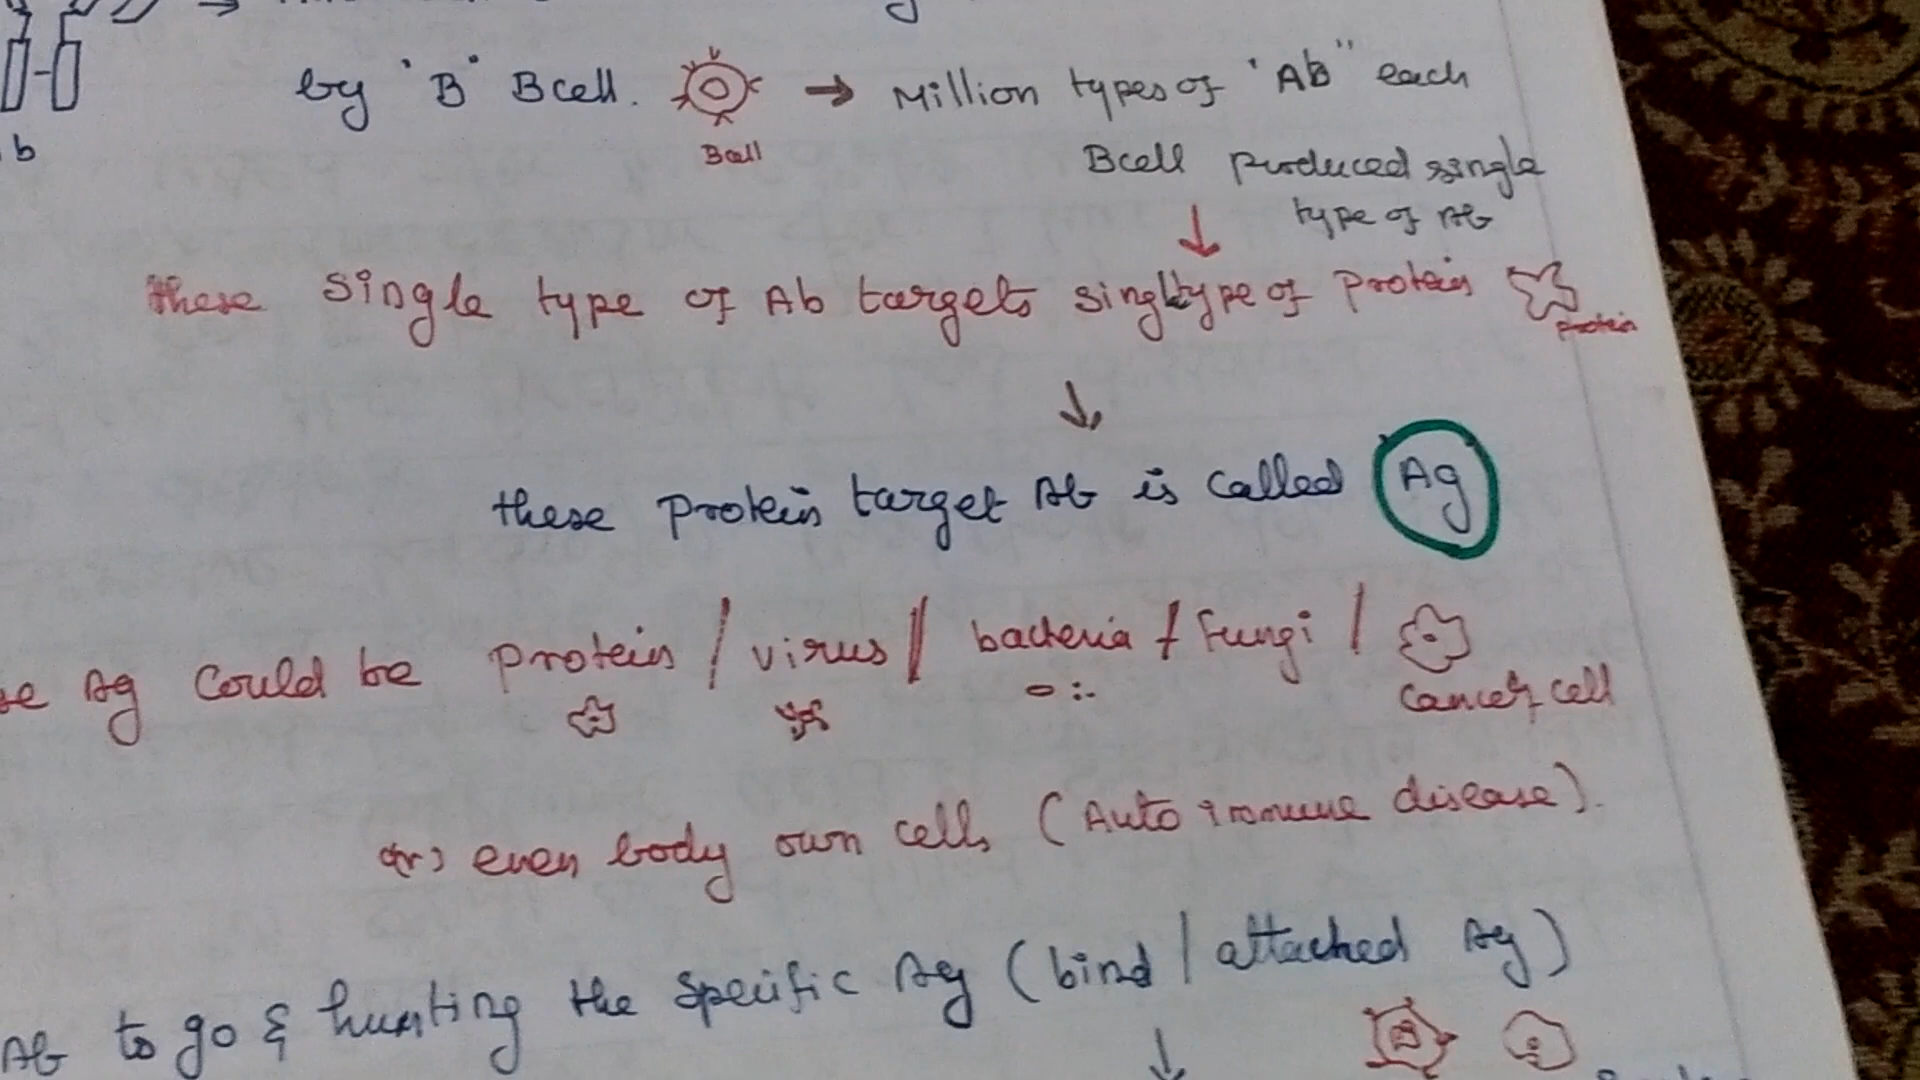 by "B" Bcell. → Million types of "Ab" each
b
Bcell
Bcell produced single
type of Ab
these single type of Ab targets singltype of protein
protein
these protein target Ab is called Ag
Ag could be protein / virus // bacteria / Fungi /
cancer cell
(or) even body own cells (Auto immune disease).
Ab to go & hunting the specific Ag (bind / attached Ag)
B